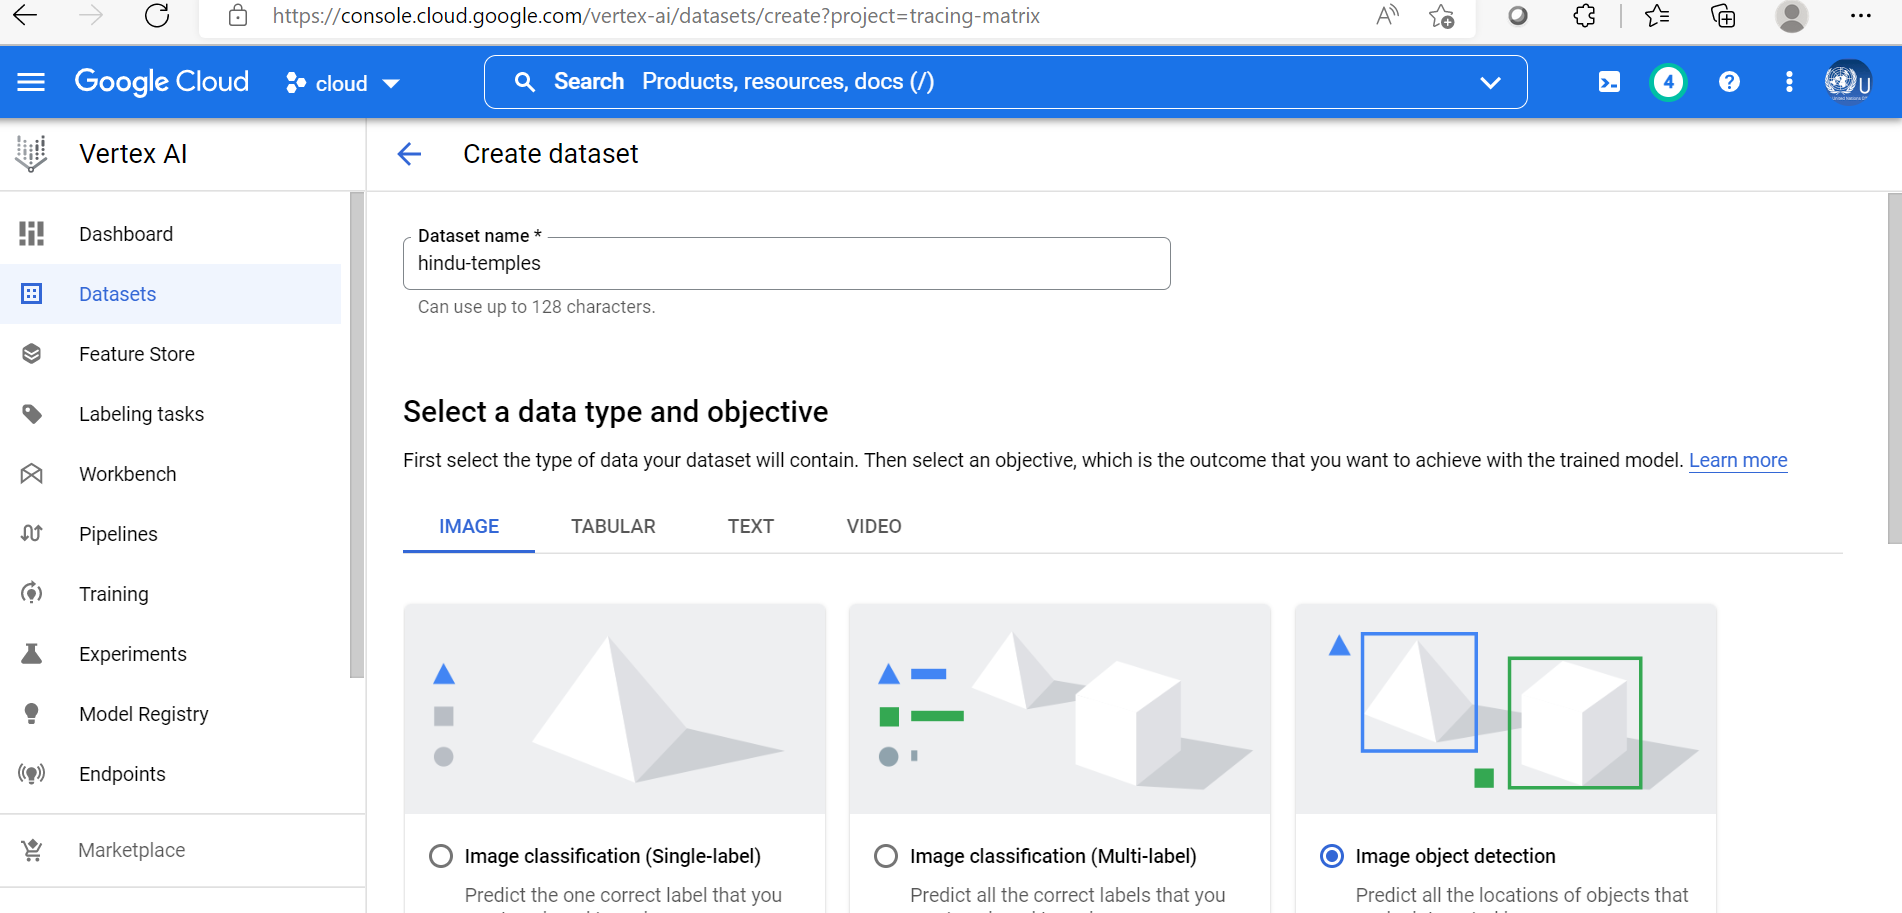 https://console.cloud.google.com/vertex-ai/datasets/create?project=tracing-matrix
Google Cloud
cloud
Search Products, resources, docs (/)
4
U
Vertex AI
Create dataset
Dashboard
Datasets
Feature Store
Labeling tasks
Workbench
Pipelines
Training
Experiments
Model Registry
Endpoints
Marketplace
Dataset name *
hindu-temples
Can use up to 128 characters.
Select a data type and objective
First select the type of data your dataset will contain. Then select an objective, which is the outcome that you want to achieve with the trained model. Learn more
IMAGE TABULAR TEXT VIDEO
Image classification (Single-label)
Predict the one correct label that you
Image classification (Multi-label)
Predict all the correct labels that you
Image object detection
Predict all the locations of objects that